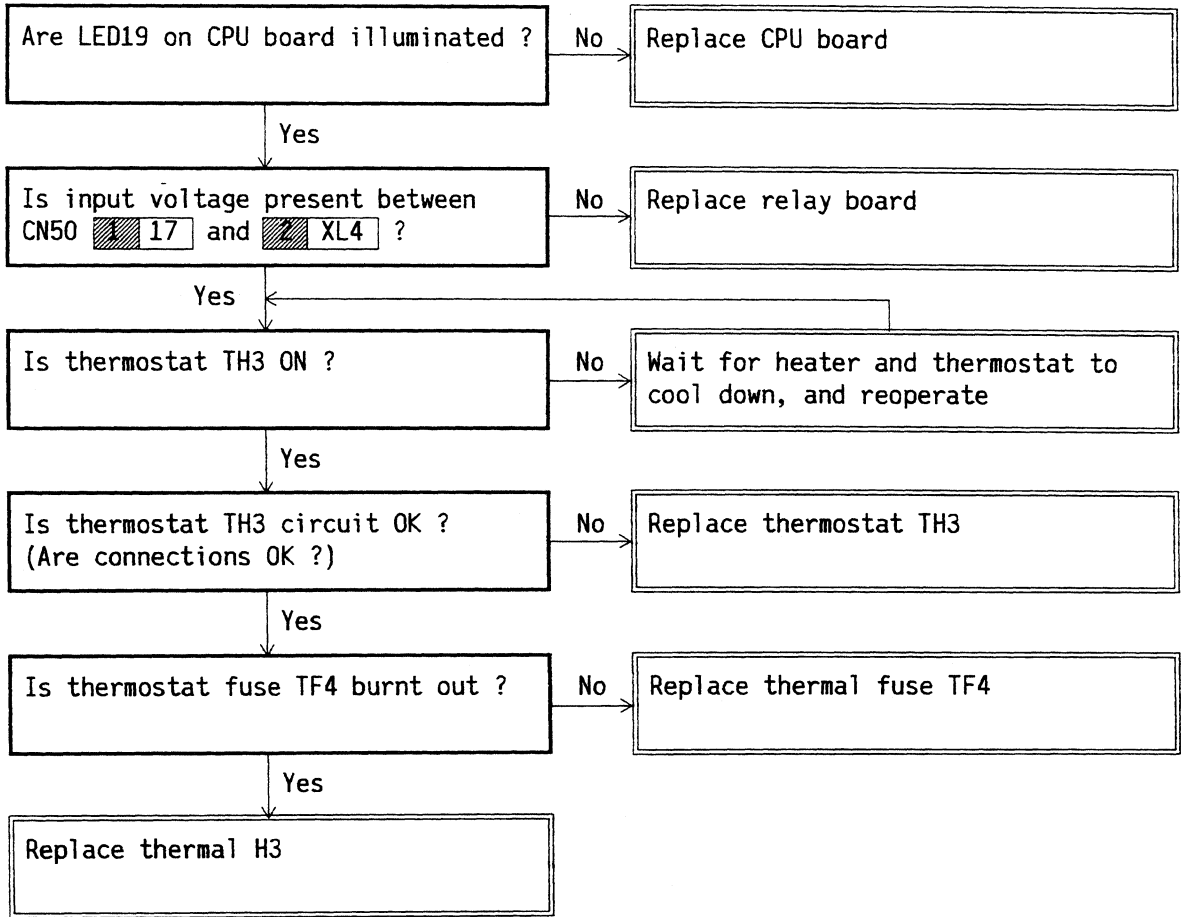 Are LED19 on CPU board illuminated ?
No
Replace CPU board
Yes
Is input voltage present between
CN50 1 17 and 2 XL4 ?
No
Replace relay board
Yes
Is thermostat TH3 ON ?
No
Wait for heater and thermostat to
cool down, and reoperate
Yes
Is thermostat TH3 circuit OK ?
(Are connections OK ?)
No
Replace thermostat TH3
Yes
Is thermostat fuse TF4 burnt out ?
No
Replace thermal fuse TF4
Yes
Replace thermal H3